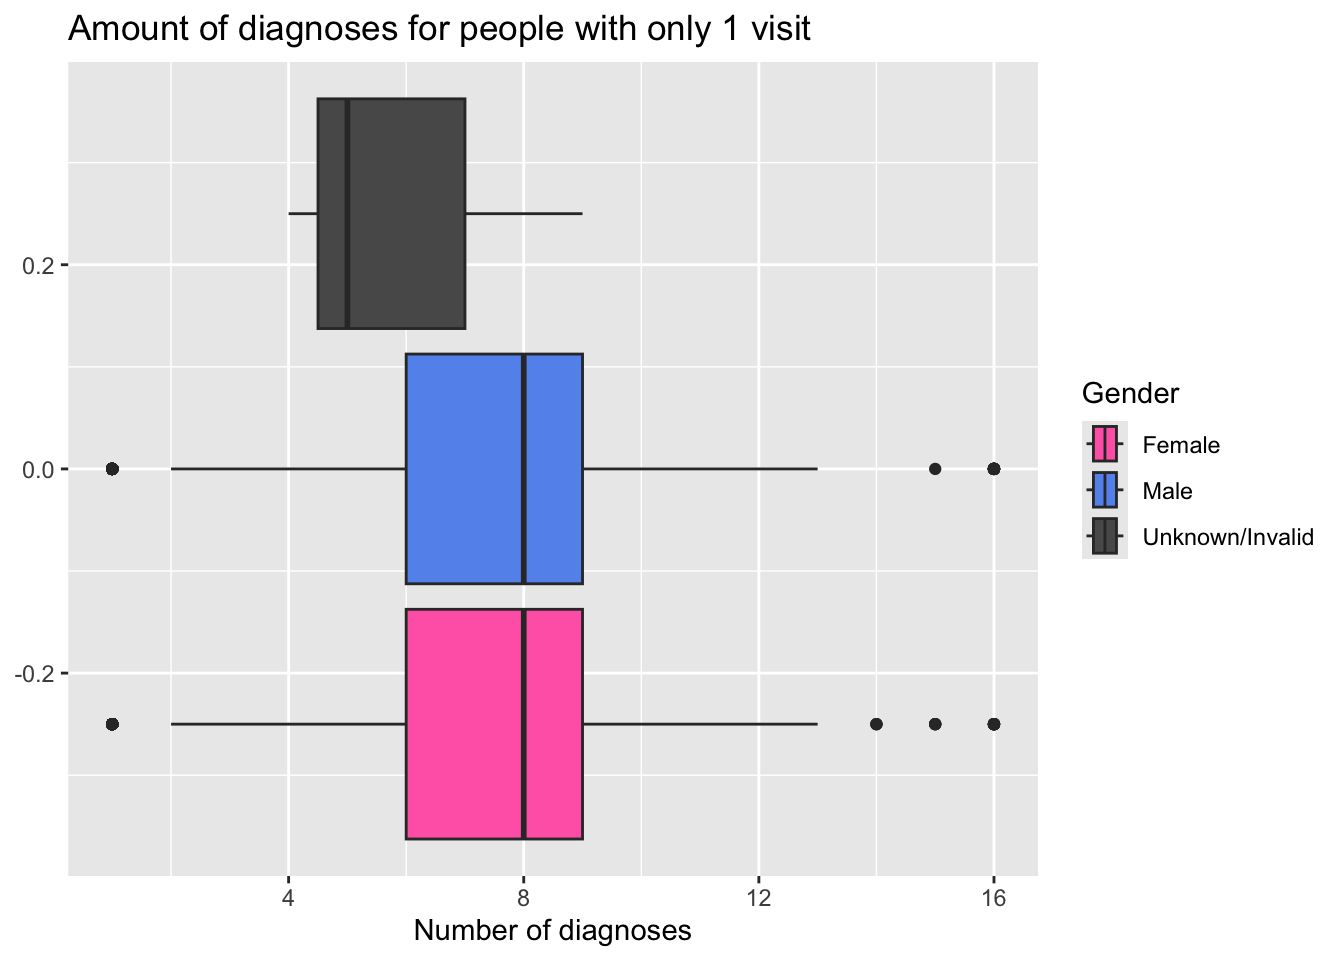 Amount of diagnoses for people with only 1 visit
0.2
0.0
-0.2
4 8 12 16
Number of diagnoses
Gender
Female
Male
Unknown/Invalid